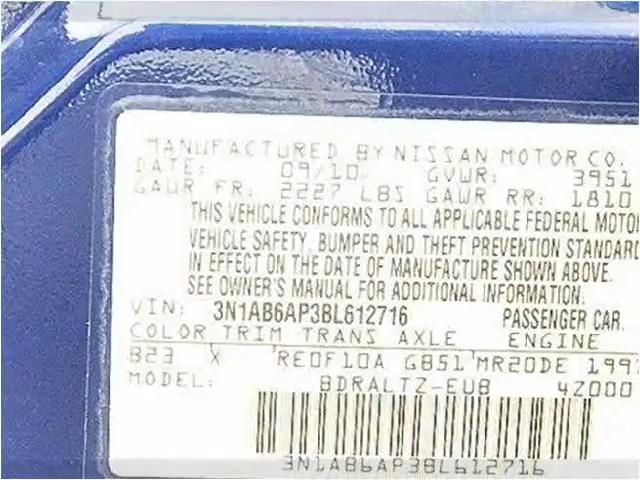 MANUFACTURED BY NISSAN MOTOR CO.
DATE: 09/10 GVWR: 3951
GAWR FR: 2227 LBS GAWR RR: 1810
THIS VEHICLE CONFORMS TO ALL APPLICABLE FEDERAL MOTO
VEHICLE SAFETY, BUMPER AND THEFT PREVENTION STANDARD
IN EFFECT ON THE DATE OF MANUFACTURE SHOWN ABOVE.
SEE OWNER'S MANUAL FOR ADDITIONAL INFORMATION.
VIN: 3N1AB6AP3BL612716 PASSENGER CAR.
COLOR TRIM TRANS AXLE ENGINE
B23 X RE0F10A GB51 MR20DE 1997
MODEL: BDRALTZ-EUB 42000
3N1AB6AP3BL612716